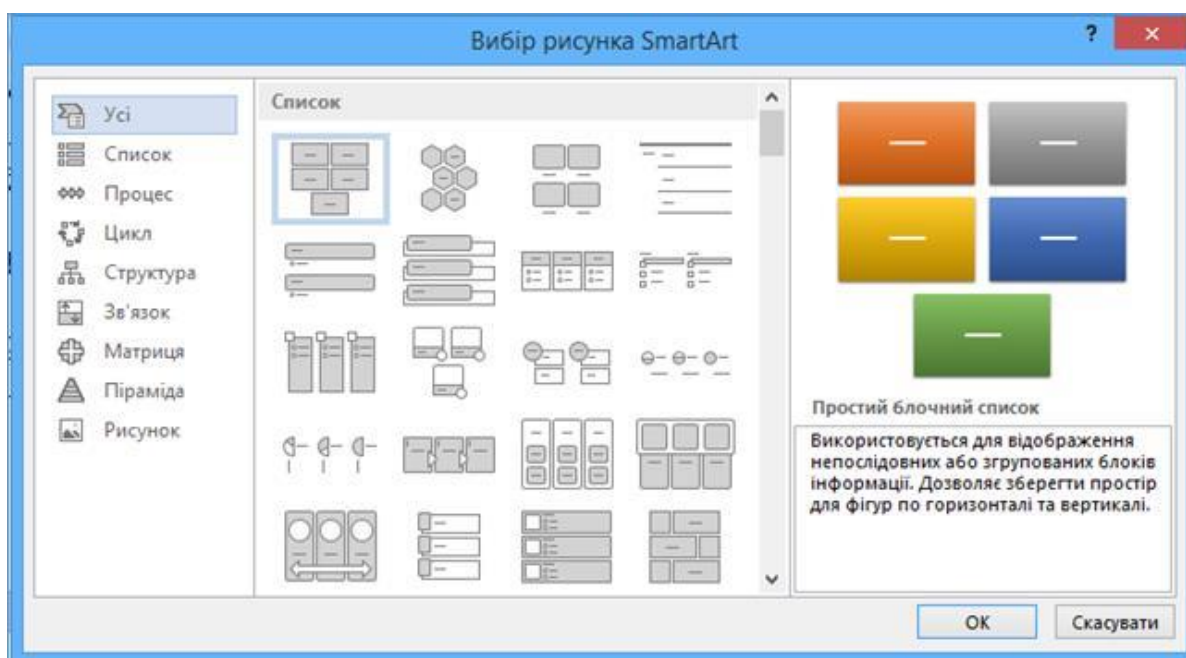 Вибір рисунка SmartArt
?
Усі
Список
Процес
Цикл
Структура
Зв'язок
Матриця
Піраміда
Рисунок
Список
Простий блочний список
Використовується для відображення
непослідовних або згрупованих блоків
інформації. Дозволяє зберегти простір
для фігур по горизонталі та вертикалі.
ОК
Скасувати